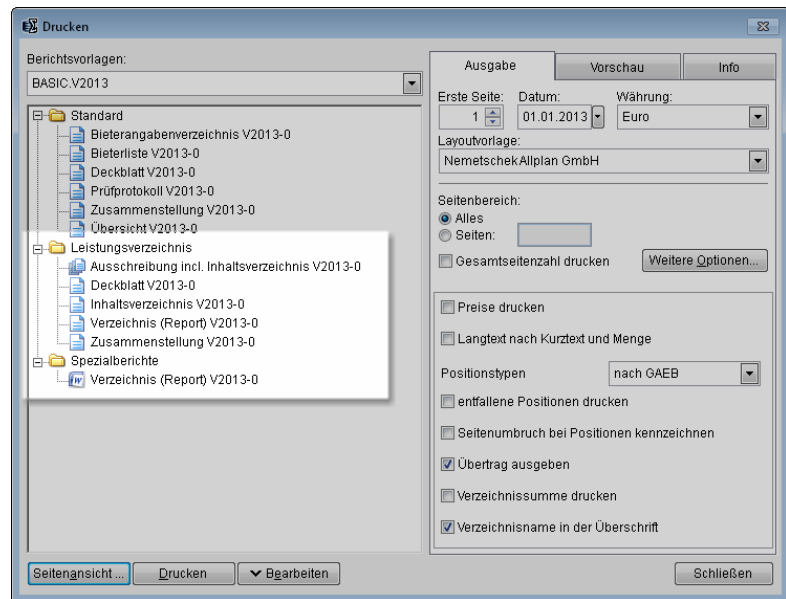 Drucken
Berichtsvorlagen:
BASIC.V2013
Standard
Bieterangabenverzeichnis V2013-0
Bieterliste V2013-0
Deckblatt V2013-0
Prüfprotokoll V2013-0
Zusammenstellung V2013-0
Übersicht V2013-0
Leistungsverzeichnis
Ausschreibung incl. Inhaltsverzeichnis V2013-0
Deckblatt V2013-0
Inhaltsverzeichnis V2013-0
Verzeichnis (Report) V2013-0
Zusammenstellung V2013-0
Spezialberichte
Verzeichnis (Report) V2013-0
Seitenansicht ...
Drucken
Bearbeiten
Ausgabe
Vorschau
Info
Erste Seite: Datum: Währung:
1 01.01.2013 Euro
Layoutvorlage:
Nemetschek Allplan GmbH
Seitenbereich:
Alles
Seiten:
Gesamtseitenzahl drucken
Weitere Optionen...
Preise drucken
Langtext nach Kurztext und Menge
Positionstypen nach GAEB
entfallene Positionen drucken
Seitenumbruch bei Positionen kennzeichnen
Übertrag ausgeben
Verzeichnissumme drucken
Verzeichnisname in der Überschrift
Schließen